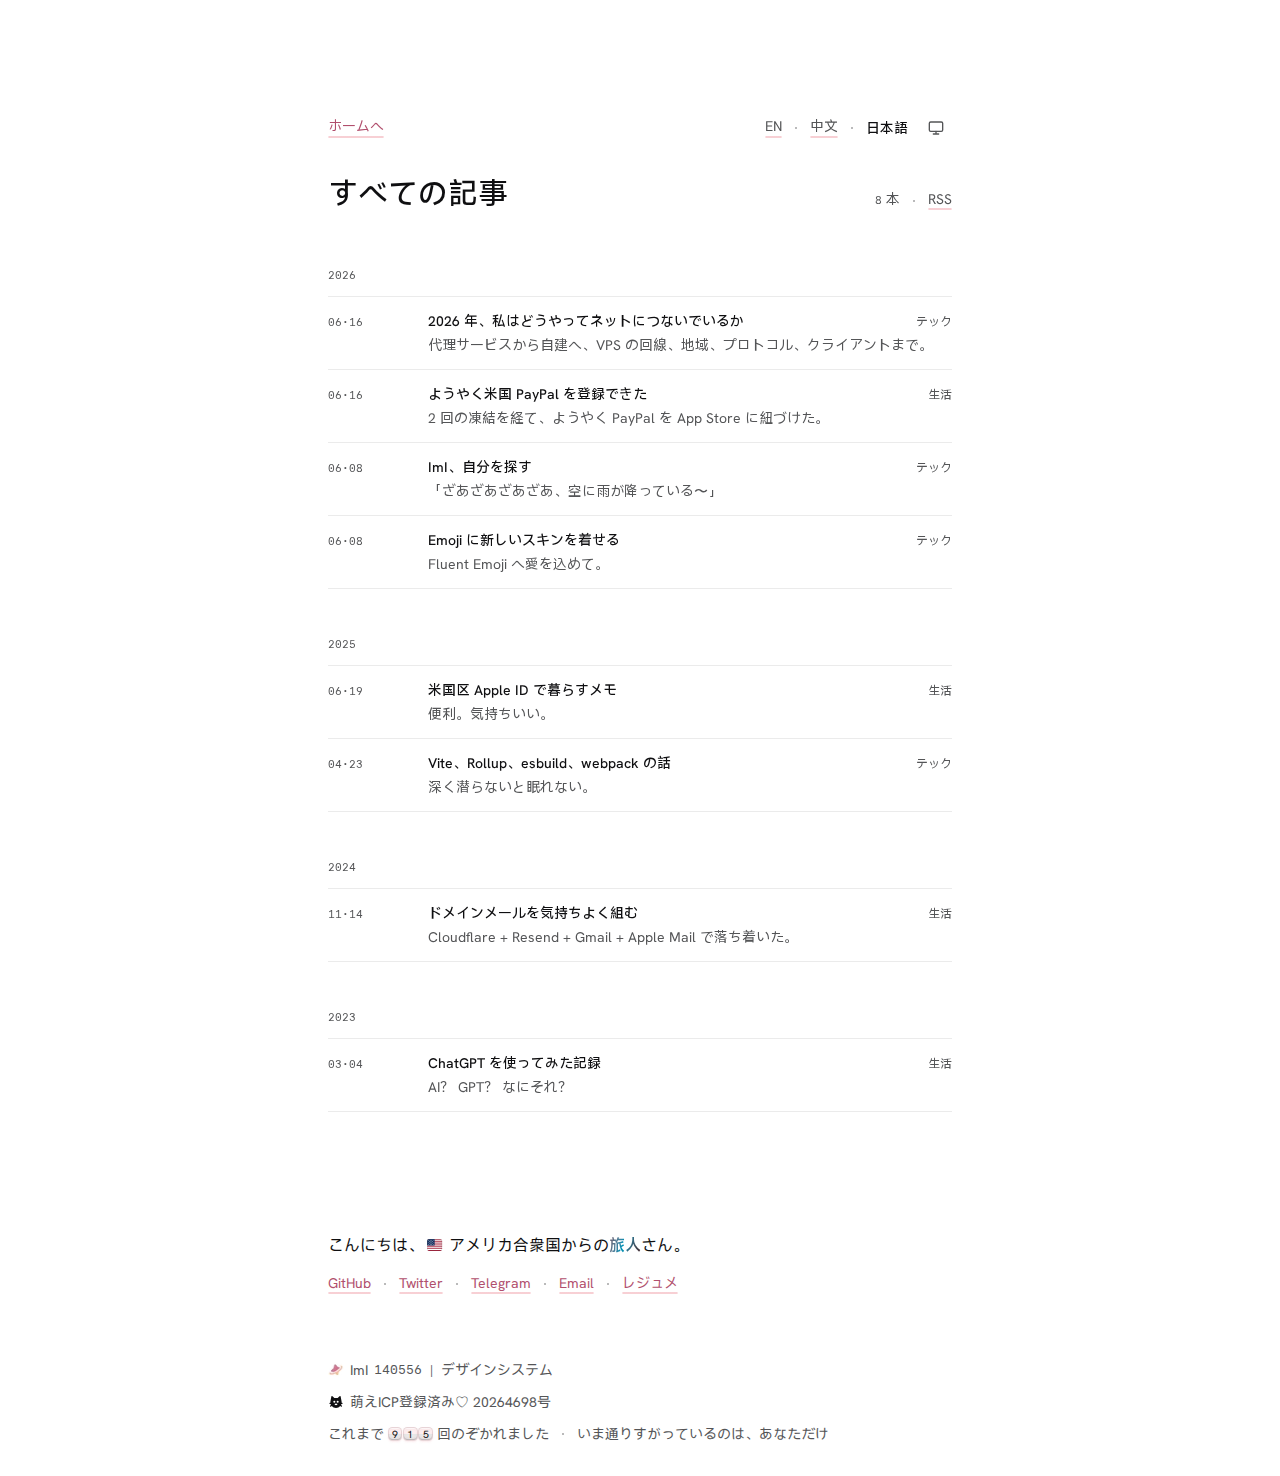 ホームへ EN · 中文 · 日本語
すべての記事 8 本 · RSS
2026
06·16 2026 年、私はどうやってネットにつないでいるか テック
代理サービスから自建へ、VPS の回線、地域、プロトコル、クライアントまで。
06·16 ようやく米国 PayPal を登録できた 生活
2 回の凍結を経て、ようやく PayPal を App Store に紐づけた。
06·08 ImI、自分を探す テック
「ざあざあざあざあ、空に雨が降っている〜」
06·08 Emoji に新しいスキンを着せる テック
Fluent Emoji へ愛を込めて。
2025
06·19 米国区 Apple ID で暮らすメモ 生活
便利。気持ちいい。
04·23 Vite、Rollup、esbuild、webpack の話 テック
深く潜らないと眠れない。
2024
11·14 ドメインメールを気持ちよく組む 生活
Cloudflare + Resend + Gmail + Apple Mail で落ち着いた。
2023
03·04 ChatGPT を使ってみた記録 生活
AI? GPT? なにそれ?
こんにちは、🇺🇸 アメリカ合衆国からの旅人さん。
GitHub · Twitter · Telegram · Email · レジュメ
ImI 140556 | デザインシステム
萌えICP登録済み♡ 20264698号
これまで 915 回のぞかれました · いま通りすがっているのは、あなただけ